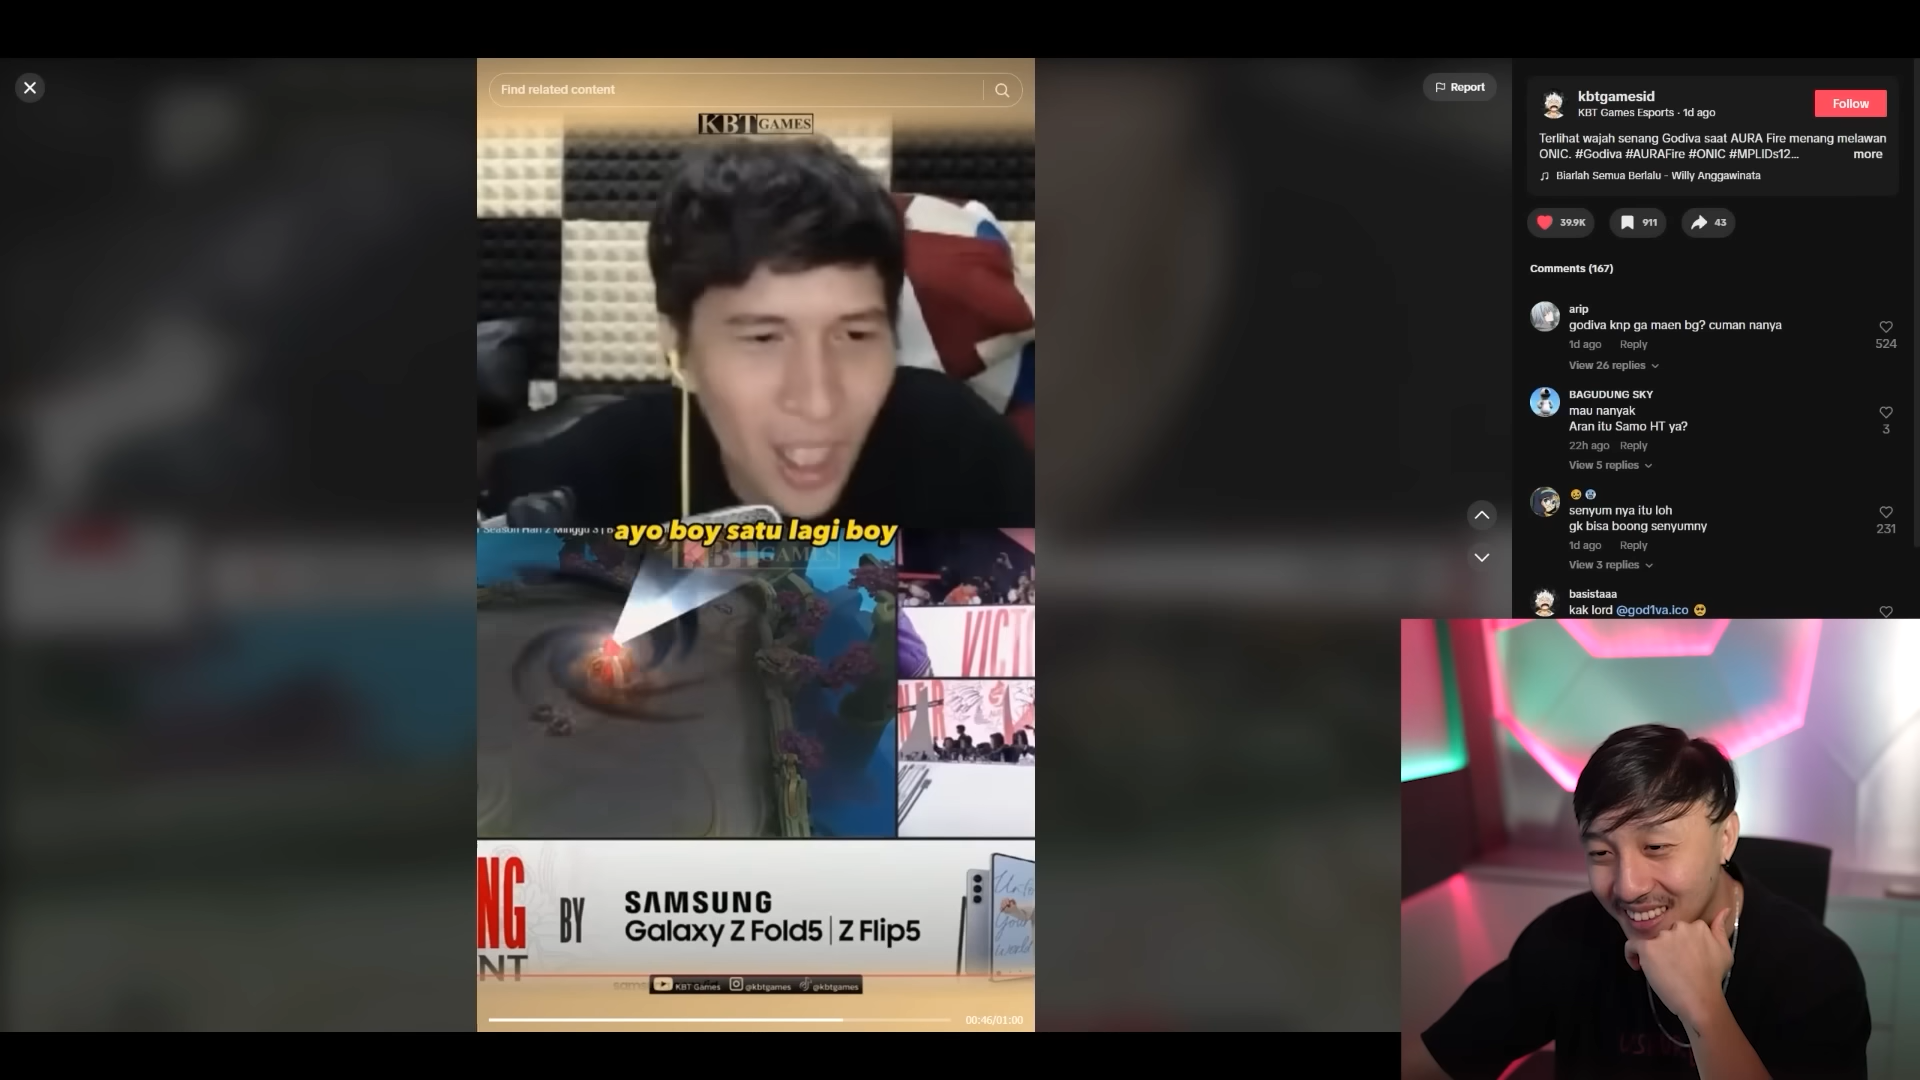 Find related content
Report
KBT GAMES
ayo boy satu lagi boy
KBT GAMES
VICT
NG
BY
SAMSUNG
Galaxy Z Fold5 | Z Flip5
NT
KBT Games @kbtgames @kbtgames
00:46/01:00
kbtgamesid
KBT Games Esports · 1d ago
Follow
Terlihat wajah senang Godiva saat AURA Fire menang melawan
ONIC. #Godiva #AURAFire #ONIC #MPLIDs12... more
Biarlah Semua Berlalu - Willy Anggawinata
39.9K 911 43
Comments (167)
arip
godiva knp ga maen bg? cuman nanya
1d ago Reply
524
View 26 replies
BAGUDUNG SKY
mau nanyak
Aran itu Samo HT ya?
3
22h ago Reply
View 5 replies
senyum nya itu loh
gk bisa boong senyumny
231
1d ago Reply
View 3 replies
basistaaa
kak lord @god1va.ico 🥺